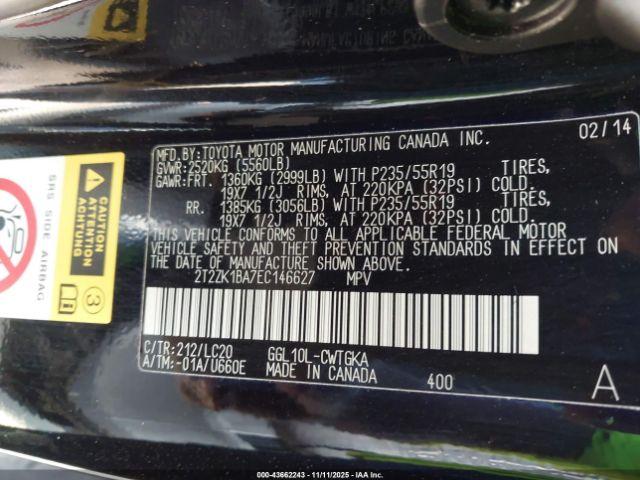 MFD.BY:TOYOTA MOTOR MANUFACTURING CANADA INC. 02/14
GVWR:2520KG (5560LB)
GAWR:FRT. 1360KG (2999LB) WITH P235/55R19 TIRES,
19X7 1/2J RIMS, AT 220KPA (32PSI) COLD.
RR. 1385KG (3056LB) WITH P235/55R19 TIRES,
19X7 1/2J RIMS, AT 220KPA (32PSI) COLD.
THIS VEHICLE CONFORMS TO ALL APPLICABLE FEDERAL MOTOR
VEHICLE SAFETY AND THEFT PREVENTION STANDARDS IN EFFECT ON
THE DATE OF MANUFACTURE SHOWN ABOVE.
2T2ZK1BA7EC146627 MPV
C/TR:212/LC20 GGL10L-CWTGKA
A/TM:-01A/U660E MADE IN CANADA 400 A
SRS SIDE AIRBAG
CAUTION
ATTENTION
ACHTUNG
3
IAA 000-43662243 | 11/11/2025 | IAAI.com